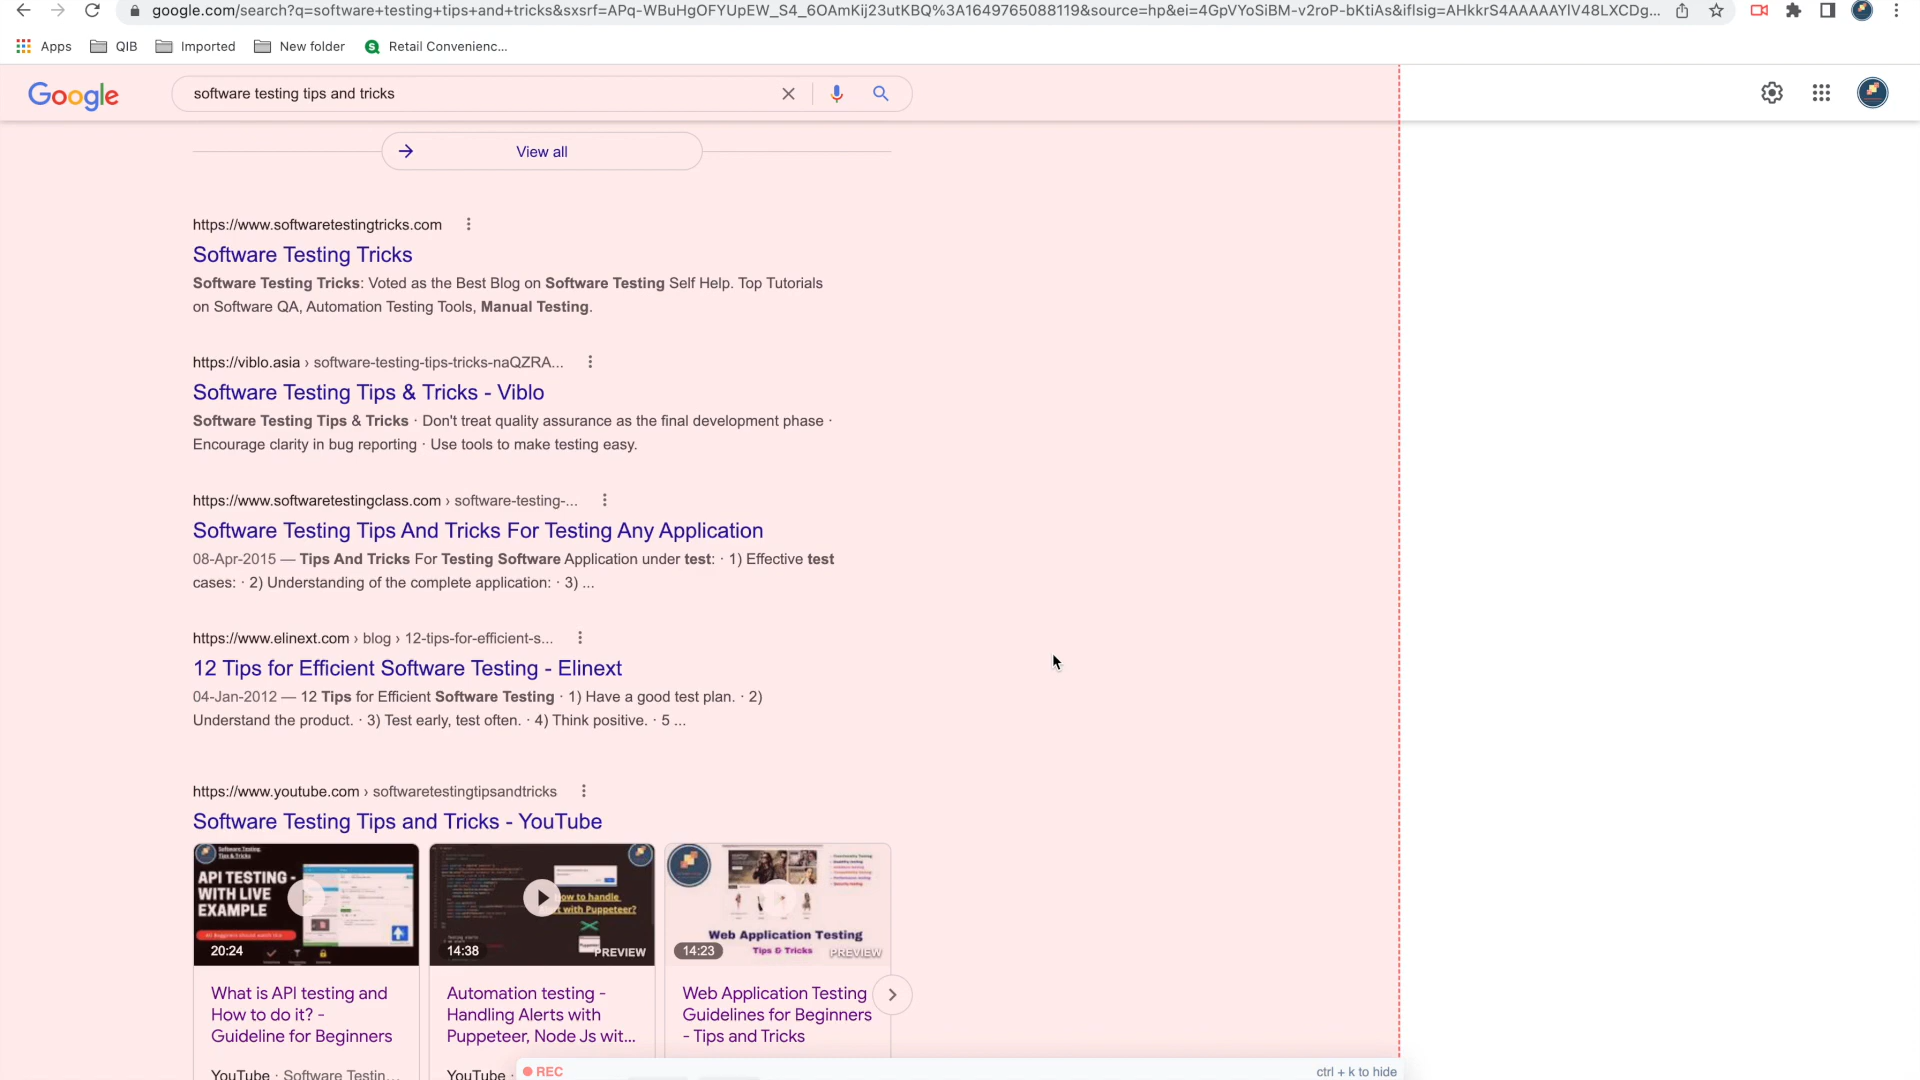 google.com/search?q=software+testing+tips+and+tricks&sxsrf=APq-WBuHgOFYUpEW_S4_6OAmKij23utKBQ%3A1649765088119&source=hp&ei=4GpVYoSiBM-v2roP-bKtiAs&iflsig=AHkkrS4AAAAAYlV48LXCDg...
Apps QIB Imported New folder Retail Convenienc...
Google software testing tips and tricks
View all
https://www.softwaretestingtricks.com
Software Testing Tricks
Software Testing Tricks: Voted as the Best Blog on Software Testing Self Help. Top Tutorials
on Software QA, Automation Testing Tools, Manual Testing.
https://viblo.asia › software-testing-tips-tricks-naQZRA...
Software Testing Tips & Tricks - Viblo
Software Testing Tips & Tricks · Don't treat quality assurance as the final development phase ·
Encourage clarity in bug reporting · Use tools to make testing easy.
https://www.softwaretestingclass.com › software-testing-...
Software Testing Tips And Tricks For Testing Any Application
08-Apr-2015 — Tips And Tricks For Testing Software Application under test: · 1) Effective test
cases: · 2) Understanding of the complete application: · 3) ...
https://www.elinext.com › blog › 12-tips-for-efficient-s...
12 Tips for Efficient Software Testing - Elinext
04-Jan-2012 — 12 Tips for Efficient Software Testing · 1) Have a good test plan. · 2)
Understand the product. · 3) Test early, test often. · 4) Think positive. · 5 ...
https://www.youtube.com › softwaretestingtipsandtricks
Software Testing Tips and Tricks - YouTube
Software Testing
Tips & Tricks
API TESTING -
WITH LIVE
EXAMPLE
20:24
How to handle
with Puppeteer?
14:38
PREVIEW
Web Application Testing
Tips & Tricks
14:23
PREVIEW
What is API testing and
How to do it? -
Guideline for Beginners
Automation testing -
Handling Alerts with
Puppeteer, Node Js wit...
Web Application Testing
Guidelines for Beginners
- Tips and Tricks
YouTube · Software Testin...
YouTube ·
REC
ctrl + k to hide